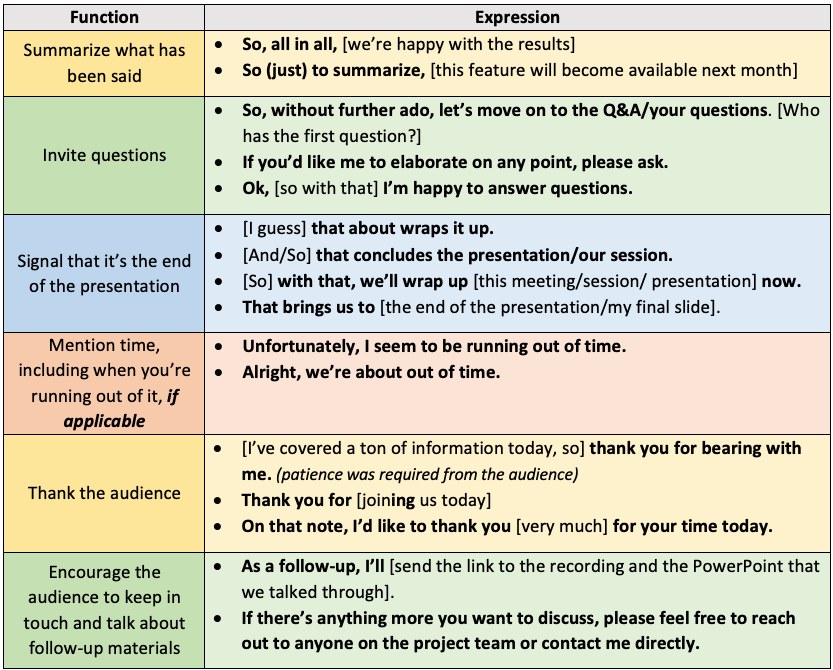 Function
Expression
Summarize what has
been said
• So, all in all, [we're happy with the results]
• So (just) to summarize, [this feature will become available next month]
Invite questions
• So, without further ado, let's move on to the Q&A/your questions. [Who
has the first question?]
• If you'd like me to elaborate on any point, please ask.
• Ok, [so with that] I'm happy to answer questions.
Signal that it's the end
of the presentation
• [I guess] that about wraps it up.
• [And/So] that concludes the presentation/our session.
• [So] with that, we'll wrap up [this meeting/session/ presentation] now.
• That brings us to [the end of the presentation/my final slide].
Mention time,
including when you're
running out of it, if
applicable
• Unfortunately, I seem to be running out of time.
• Alright, we're about out of time.
Thank the audience
• [I've covered a ton of information today, so] thank you for bearing with
me. (patience was required from the audience)
• Thank you for [joining us today]
• On that note, I'd like to thank you [very much] for your time today.
Encourage the
audience to keep in
touch and talk about
follow-up materials
• As a follow-up, I'll [send the link to the recording and the PowerPoint that
we talked through].
• If there's anything more you want to discuss, please feel free to reach
out to anyone on the project team or contact me directly.